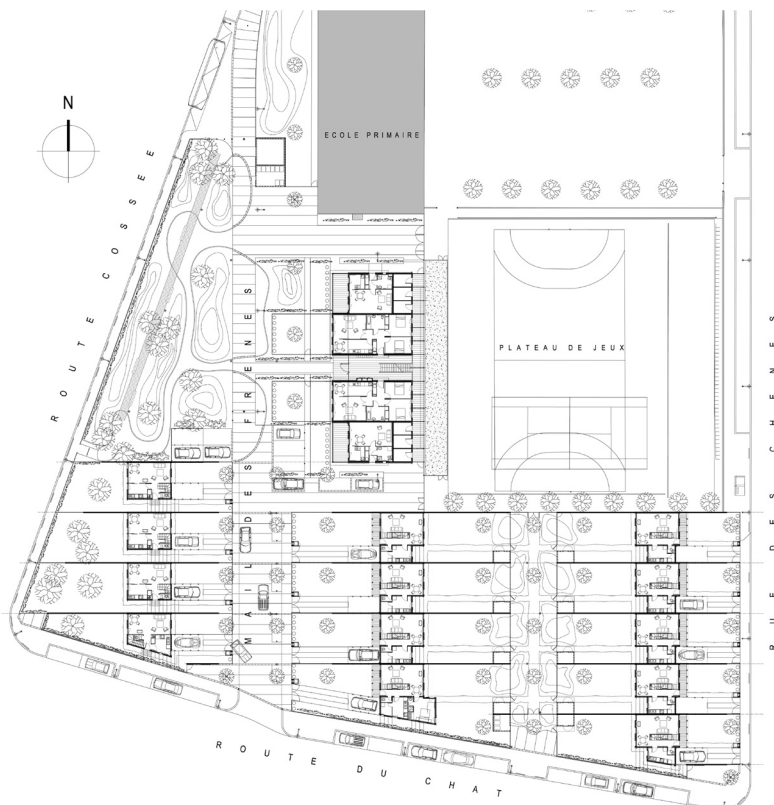 N
ECOLE PRIMAIRE
ROUTE COSSEE
PLATEAU DE JEUX
MAIL DES FRENES
RUE DES CHENES
ROUTE DU CHAT